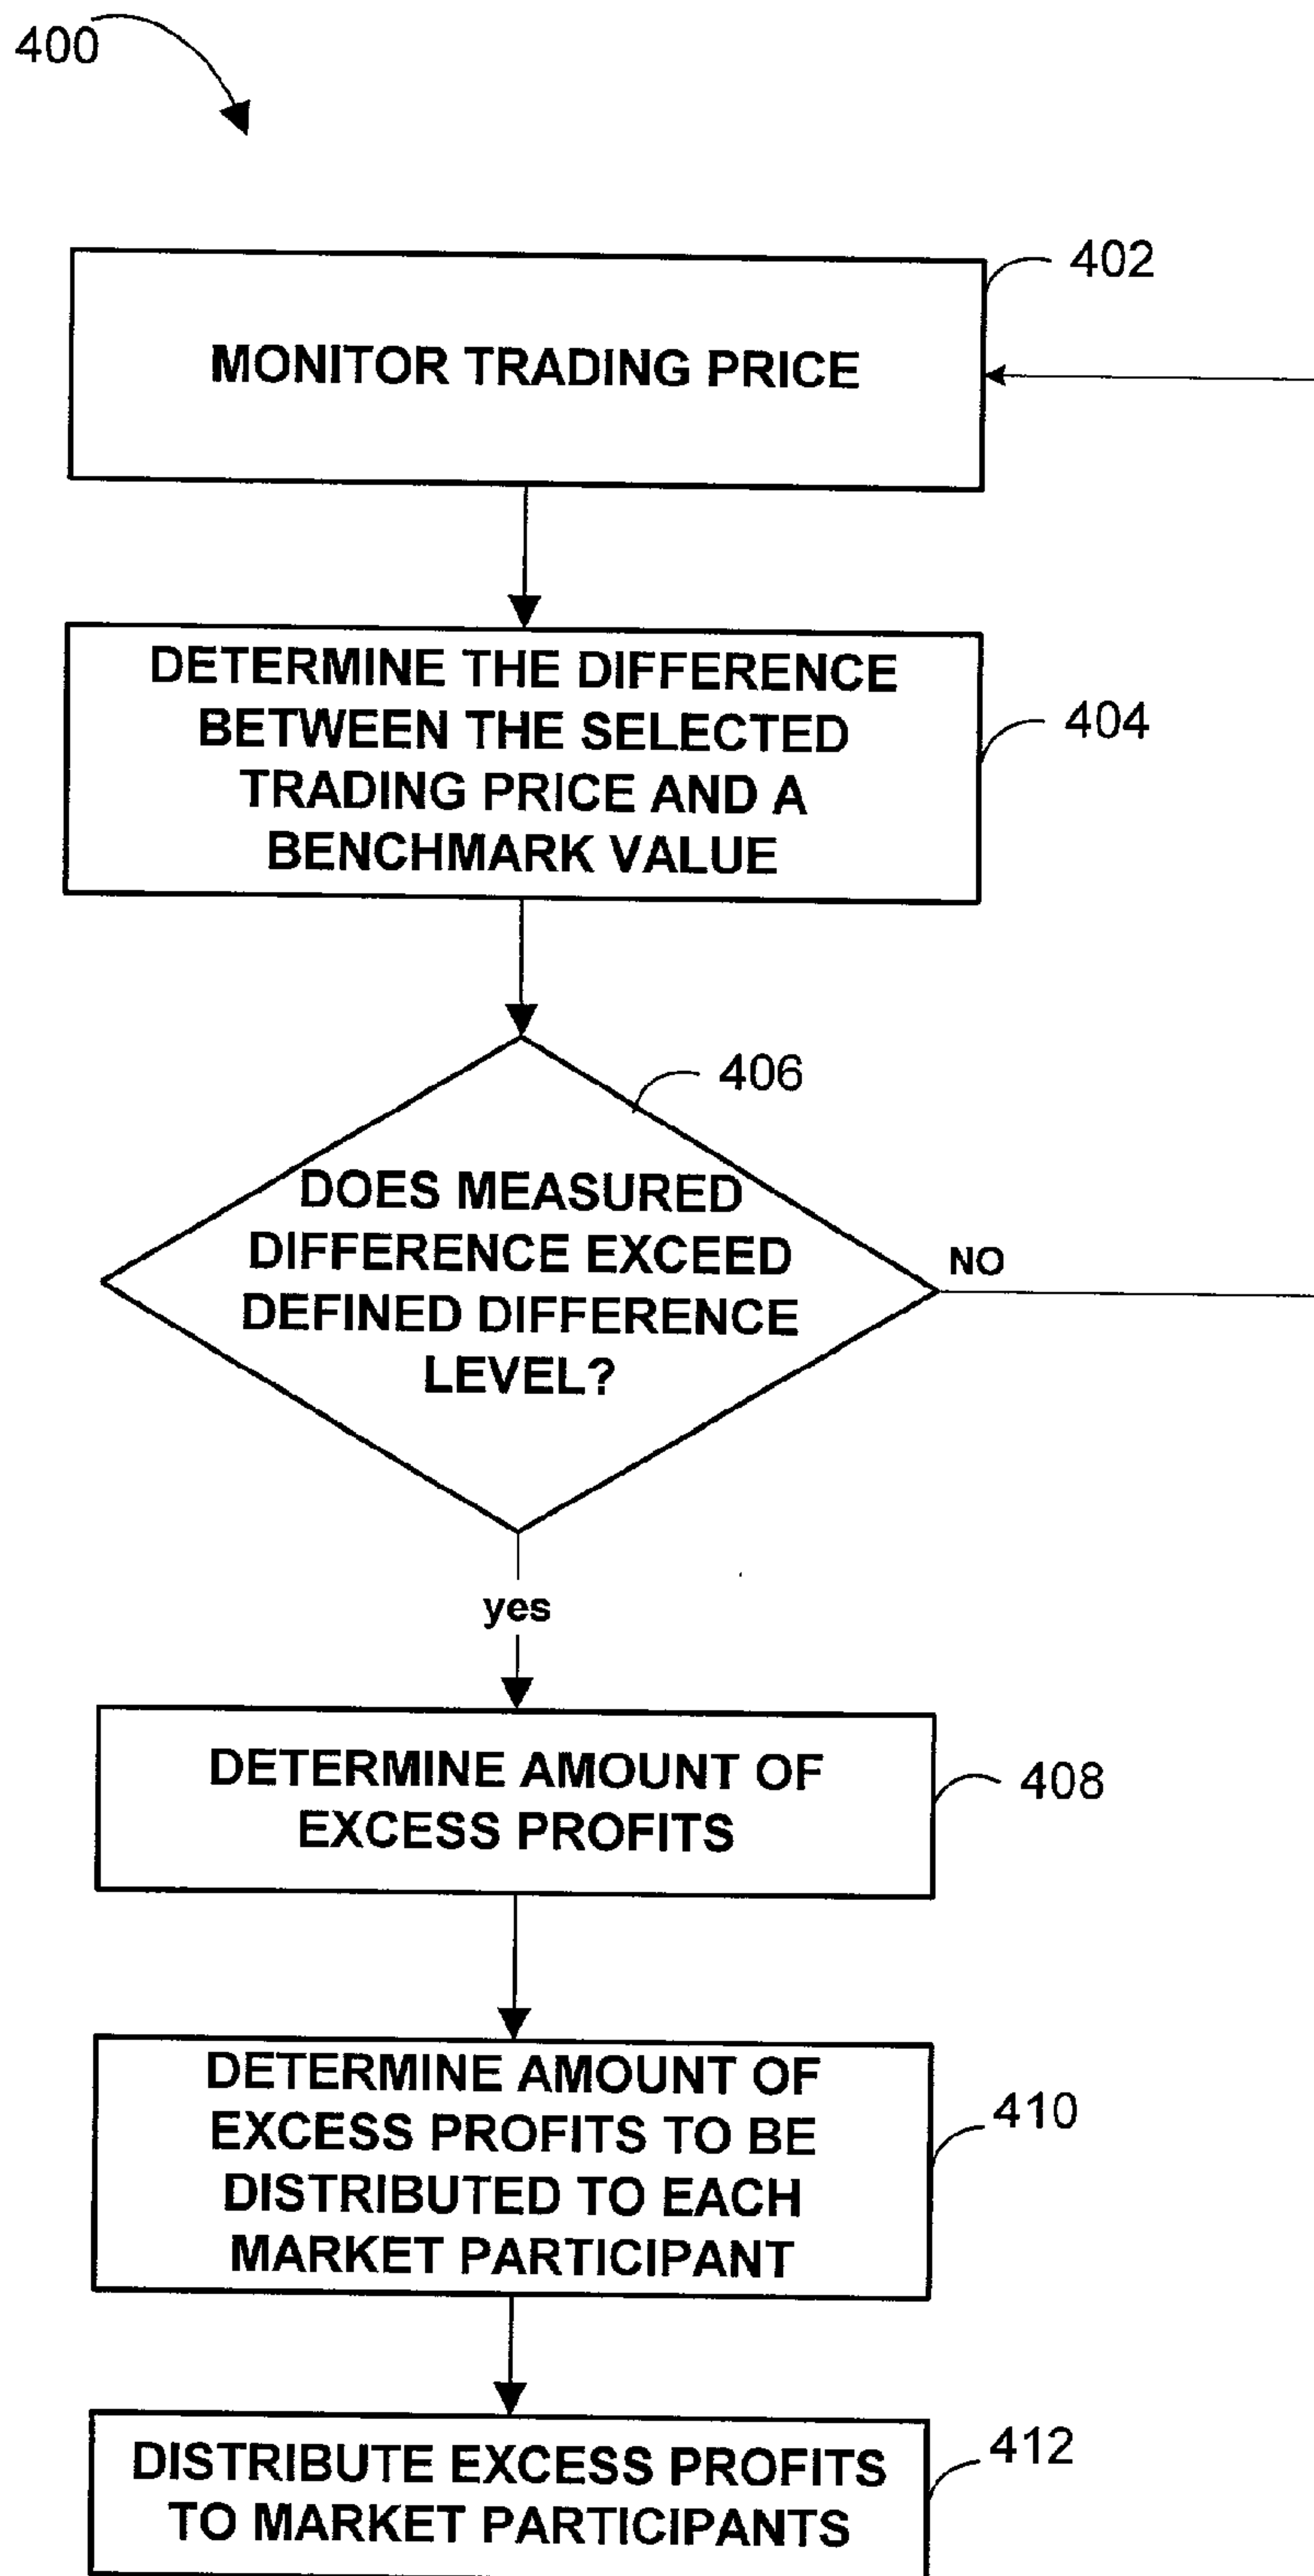 400
402
MONITOR TRADING PRICE
DETERMINE THE DIFFERENCE
BETWEEN THE SELECTED
TRADING PRICE AND A
BENCHMARK VALUE
404
406
DOES MEASURED
DIFFERENCE EXCEED
DEFINED DIFFERENCE
LEVEL?
NO
yes
DETERMINE AMOUNT OF
EXCESS PROFITS
408
DETERMINE AMOUNT OF
EXCESS PROFITS TO BE
DISTRIBUTED TO EACH
MARKET PARTICIPANT
410
DISTRIBUTE EXCESS PROFITS
TO MARKET PARTICIPANTS
412